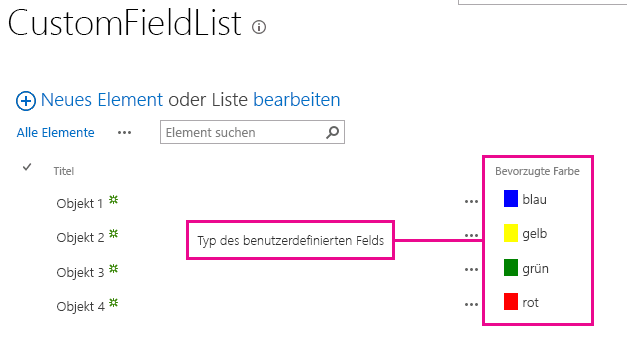 CustomFieldList
Neues Element oder Liste bearbeiten
Alle Elemente ••• Element suchen
Titel Bevorzugte Farbe
Objekt 1 ••• blau
Objekt 2 ••• gelb
Typ des benutzerdefinierten Felds
Objekt 3 ••• grün
Objekt 4 ••• rot